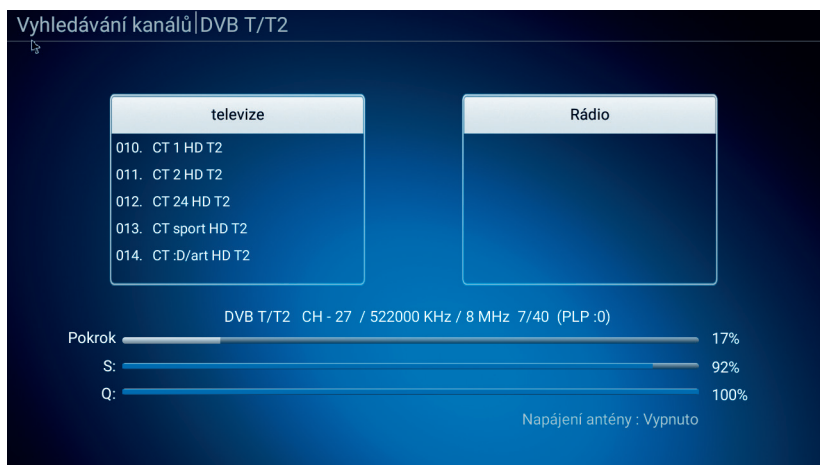 Vyhledávání kanálů|DVB T/T2
televize
010. CT 1 HD T2
011. CT 2 HD T2
012. CT 24 HD T2
013. CT sport HD T2
014. CT :D/art HD T2
Rádio
DVB T/T2 CH - 27 / 522000 KHz / 8 MHz 7/40 (PLP :0)
Pokrok 17%
S: 92%
Q: 100%
Napájení antény : Vypnuto